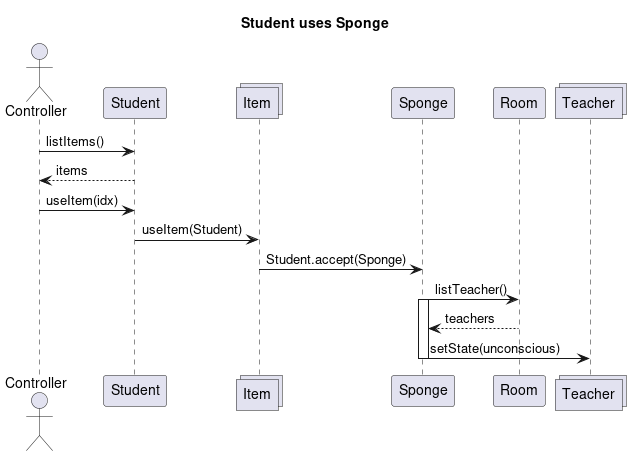 Student uses Sponge
Controller
Student
Item
Sponge
Room
Teacher
listItems()
items
useItem(idx)
useItem(Student)
Student.accept(Sponge)
listTeacher()
teachers
setState(unconscious)
Controller
Student
Item
Sponge
Room
Teacher